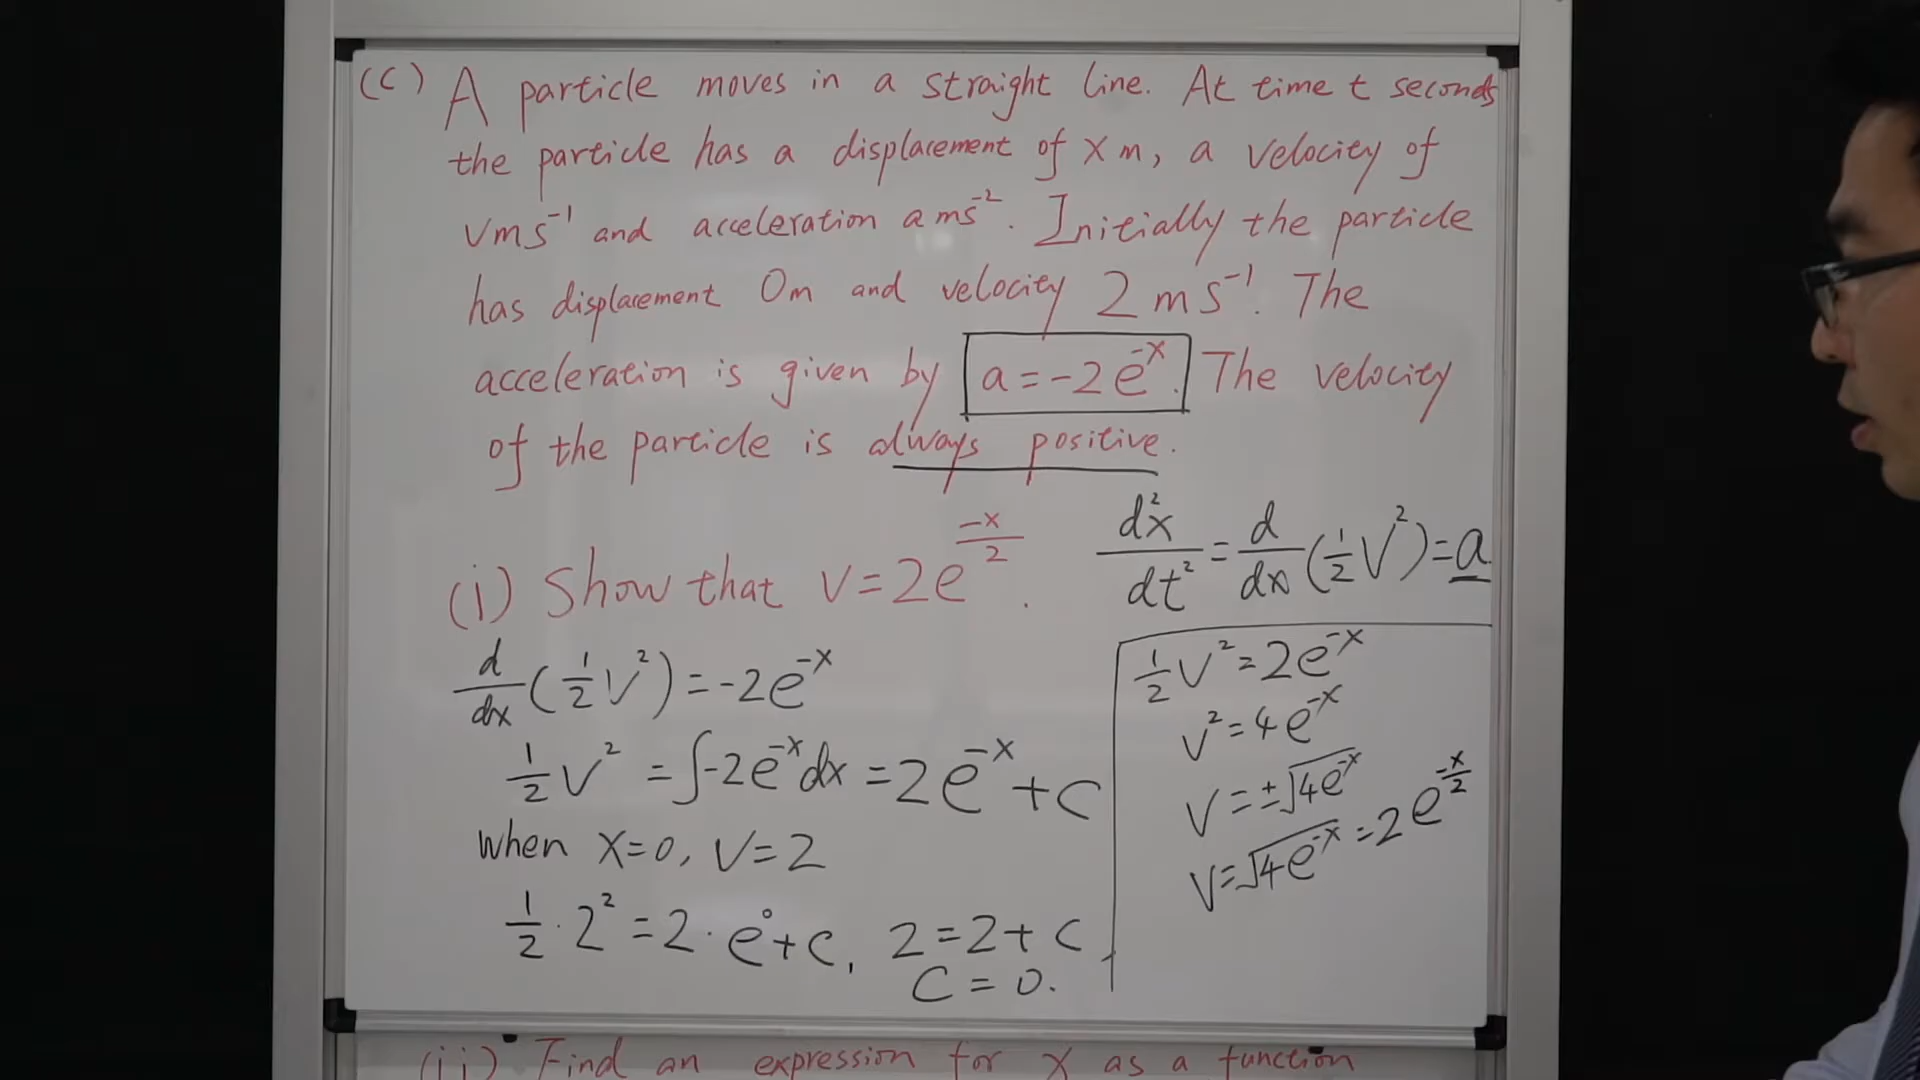 (C) A particle moves in a straight line. At time t seconds
the particle has a displacement of x m, a velocity of
v ms⁻¹ and acceleration a ms⁻². Initially the particle
has displacement 0m and velocity 2 ms⁻¹. The
acceleration is given by a = -2e⁻ˣ. The velocity
of the particle is always positive.
(i) Show that v = 2e^(-x/2).
d²x/dt² = d/dx(½V²) = a
d/dx(½V²) = -2e⁻ˣ
½V² = ∫-2e⁻ˣdx = 2e⁻ˣ + C
when x=0, V=2
½·2² = 2·e⁰+C, 2=2+C
C = 0.
½V² = 2e⁻ˣ
V² = 4e⁻ˣ
V = ±√4e⁻ˣ
V = √4e⁻ˣ = 2e^(-x/2)
(ii) Find an expression for x as a function